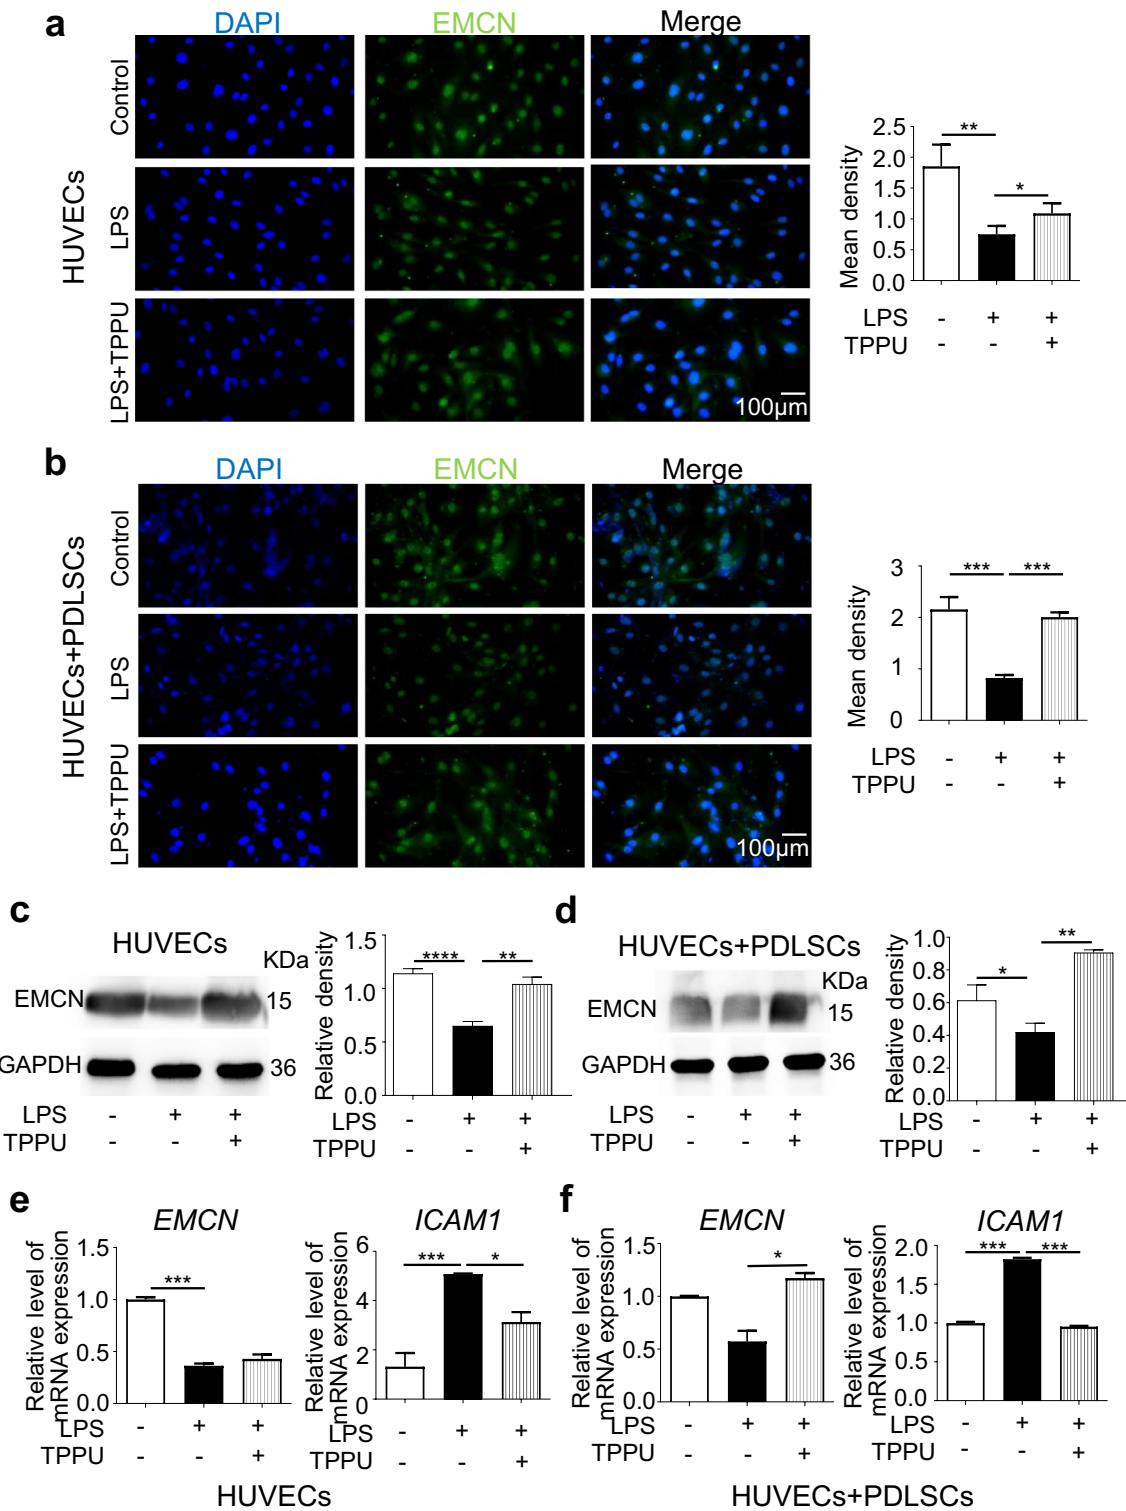 a
DAPI EMCN Merge
HUVECs
Control
LPS
LPS+TPPU
100μm
Mean density
2.5
2.0
1.5
1.0
0.5
0.0
** *
LPS - + +
TPPU - - +
b
DAPI EMCN Merge
HUVECs+PDLSCs
Control
LPS
LPS+TPPU
100μm
Mean density
3
2
1
0
*** ***
LPS - + +
TPPU - - +
c
HUVECs
KDa
EMCN 15
GAPDH 36
LPS - + +
TPPU - - +
Relative density
1.5
1.0
0.5
0.0
**** **
LPS - + +
TPPU - - +
d
HUVECs+PDLSCs
KDa
EMCN 15
GAPDH 36
LPS - + +
TPPU - - +
Relative density
1.0
0.8
0.6
0.4
0.2
0.0
* **
LPS - + +
TPPU - - +
e
EMCN
Relative level of
mRNA expression
1.5
1.0
0.5
0.0
***
LPS - + +
TPPU - - +
ICAM1
Relative level of
mRNA expression
6
4
2
0
*** *
LPS - + +
TPPU - - +
HUVECs
f
EMCN
Relative level of
mRNA expression
1.5
1.0
0.5
0.0
*
LPS - + +
TPPU - - +
ICAM1
Relative level of
mRNA expression
2.0
1.5
1.0
0.5
0.0
*** ***
LPS - + +
TPPU - - +
HUVECs+PDLSCs